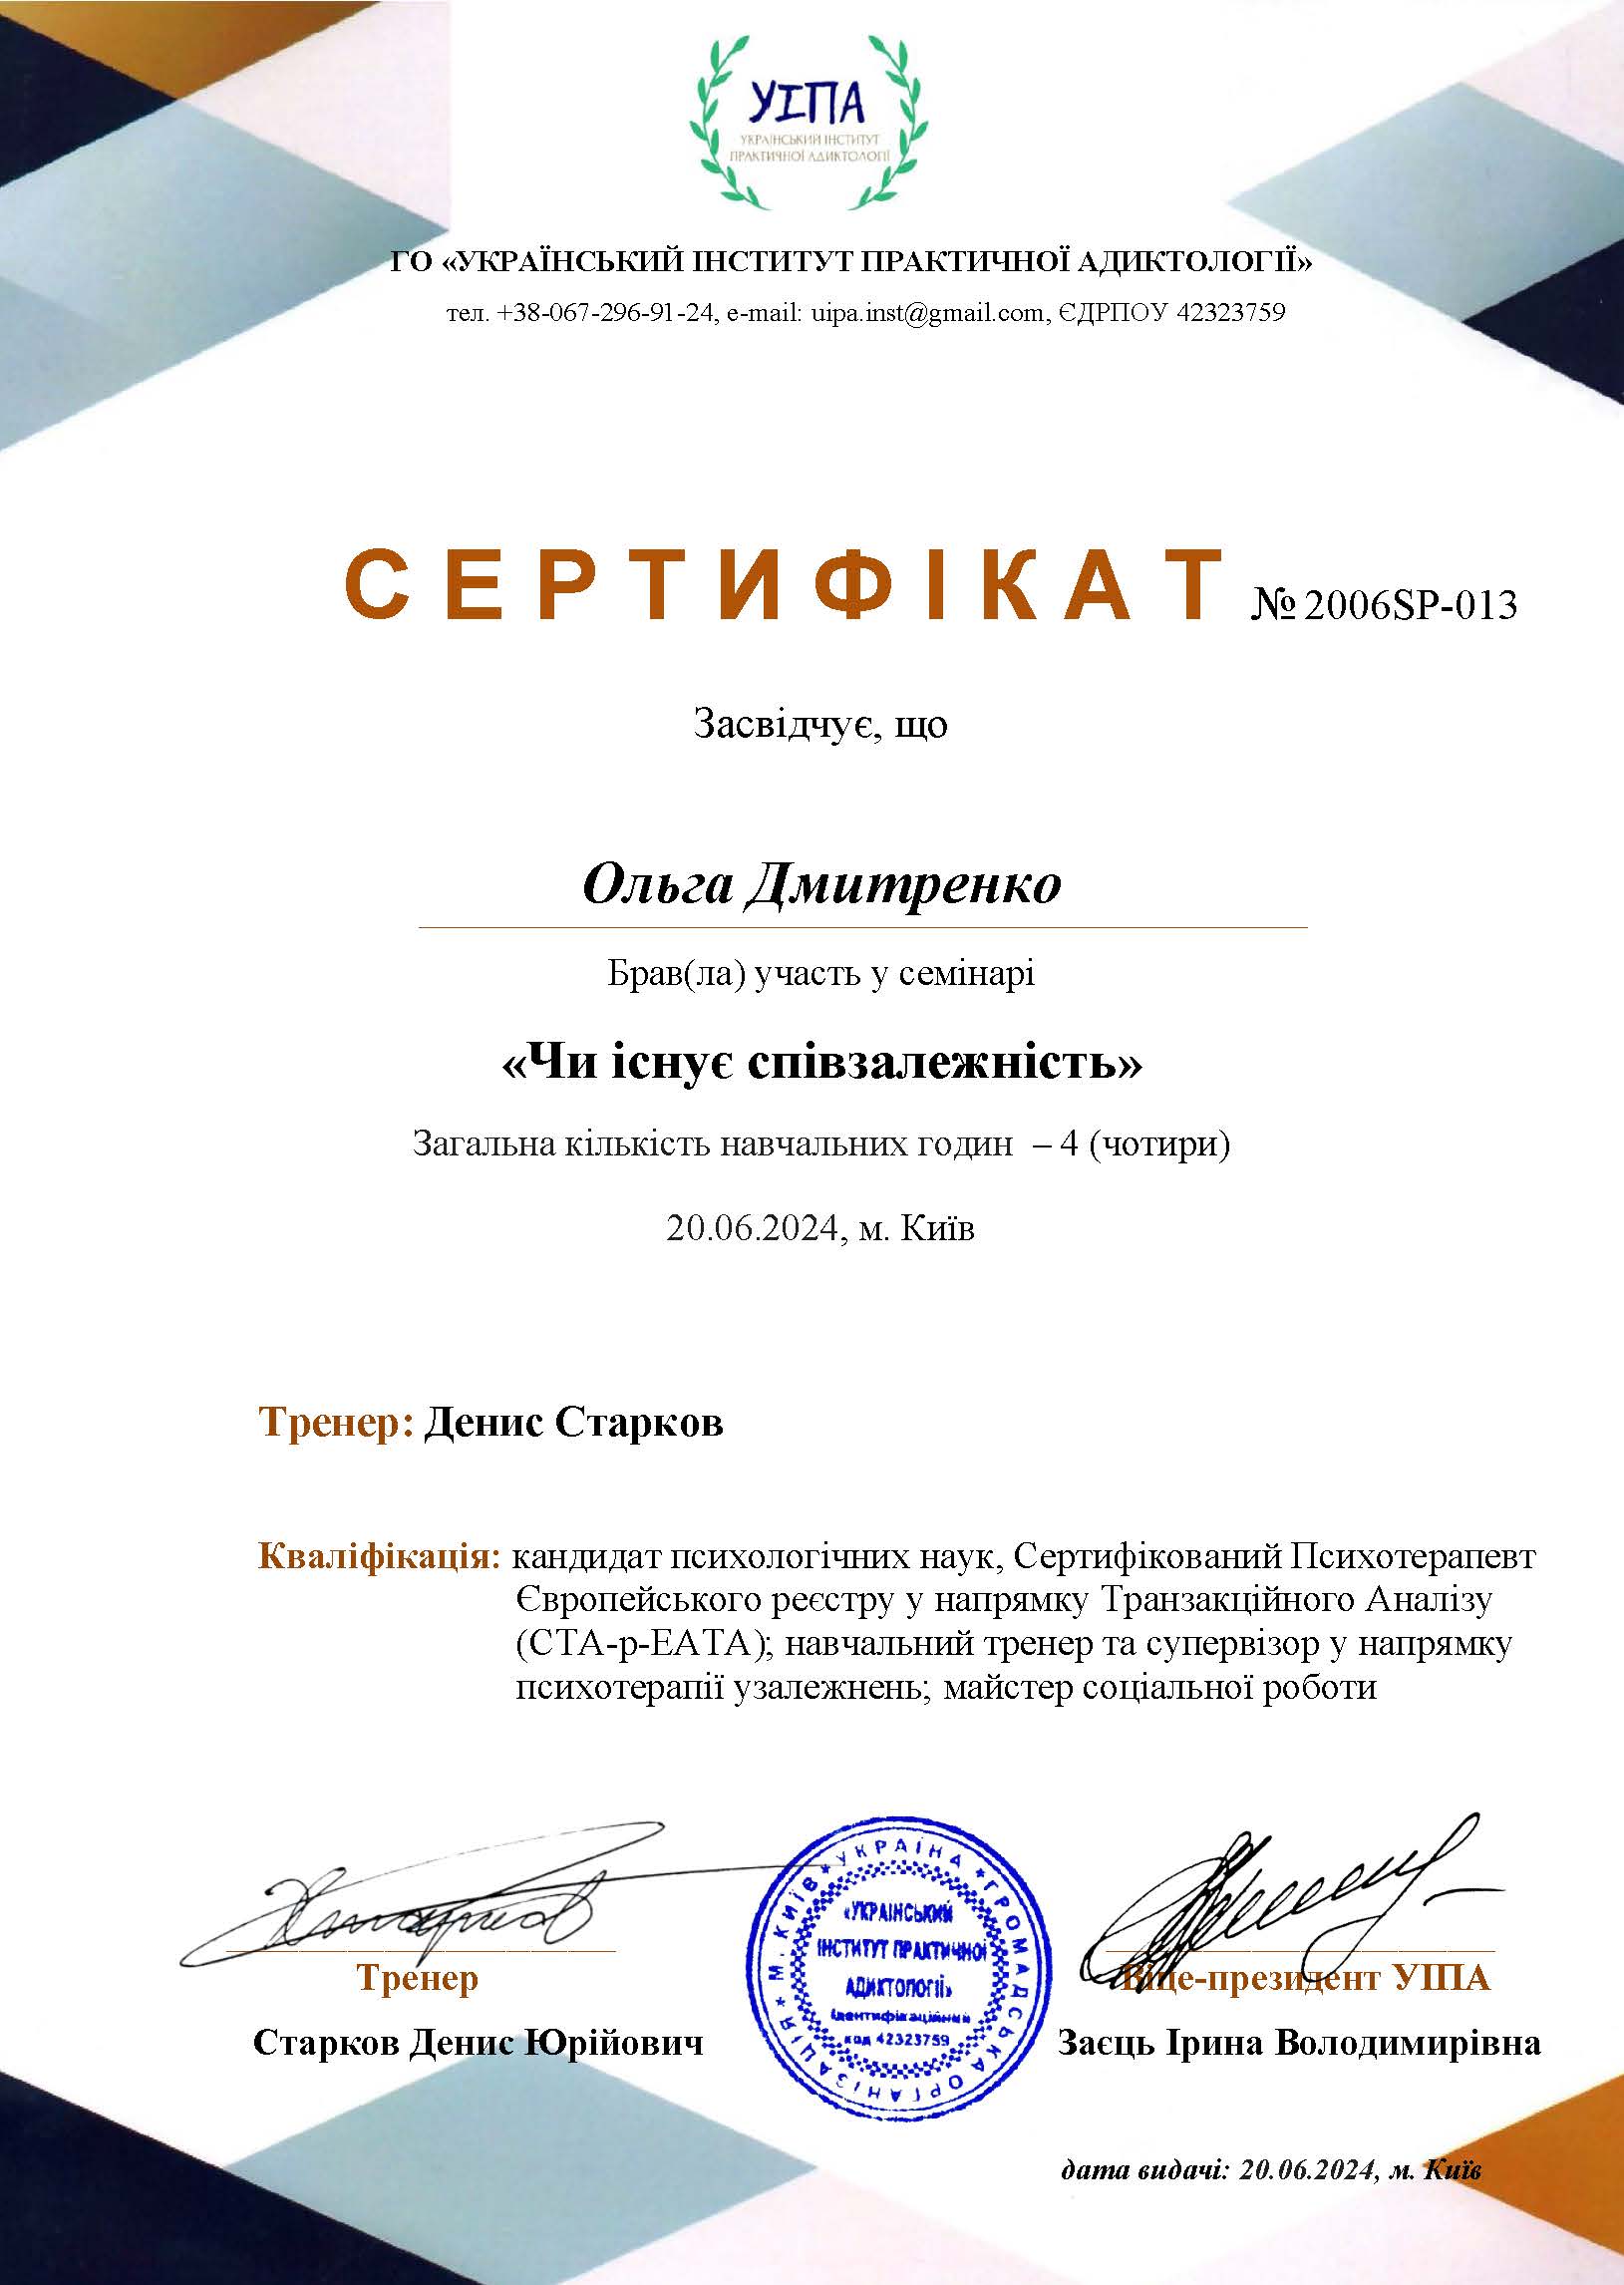 УІПА
УКРАЇНСЬКИЙ ІНСТИТУТ
ПРАКТИЧНОЇ АДИКТОЛОГІЇ
ГО «УКРАЇНСЬКИЙ ІНСТИТУТ ПРАКТИЧНОЇ АДИКТОЛОГІЇ»
тел. +38-067-296-91-24, e-mail: uipa.inst@gmail.com, ЄДРПОУ 42323759
СЕРТИФІКАТ № 2006SP-013
Засвідчує, що
Ольга Дмитренко
Брав(ла) участь у семінарі
«Чи існує співзалежність»
Загальна кількість навчальних годин – 4 (чотири)
20.06.2024, м. Київ
Тренер: Денис Старков
Кваліфікація: кандидат психологічних наук, Сертифікований Психотерапевт
Європейського реєстру у напрямку Транзакційного Аналізу
(СТА-р-ЕАТА); навчальний тренер та супервізор у напрямку
психотерапії узалежнень; майстер соціальної роботи
М. КИЇВ * УКРАЇНА * ГРОМАДСЬКА ОРГАНІЗАЦІЯ *
«УКРАЇНСЬКИЙ
ІНСТИТУТ ПРАКТИЧНОЇ
АДИКТОЛОГІЇ»
Ідентифікаційний
код 42323759
Тренер
Віце-президент УІПА
Старков Денис Юрійович
Заєць Ірина Володимирівна
дата видачі: 20.06.2024, м. Київ